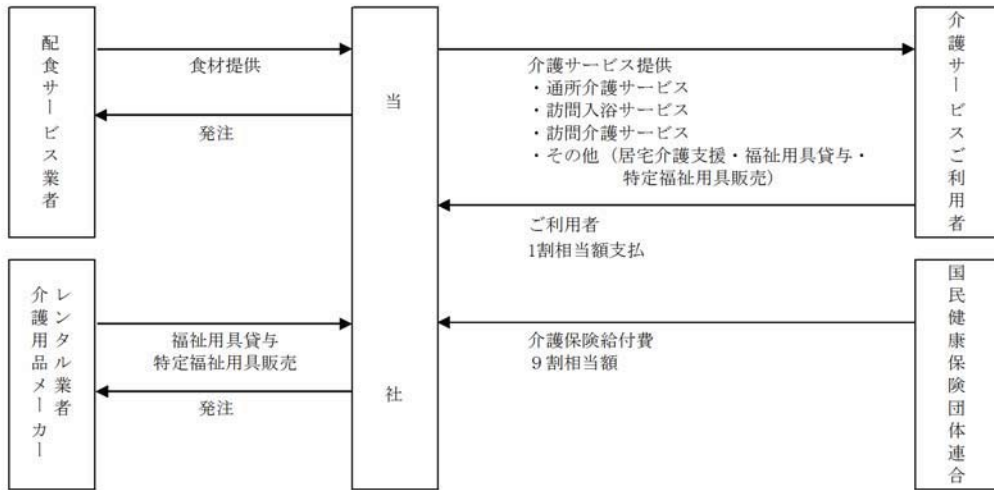 配食サービス業者
食材提供
発注
当社
介護サービス提供
・通所介護サービス
・訪問入浴サービス
・訪問介護サービス
・その他（居宅介護支援・福祉用具貸与・
特定福祉用具販売）
ご利用者
1割相当額支払
介護サービスご利用者
レンタル業者
介護用品メーカー
福祉用具貸与
特定福祉用具販売
発注
介護保険給付費
９割相当額
国民健康保険団体連合